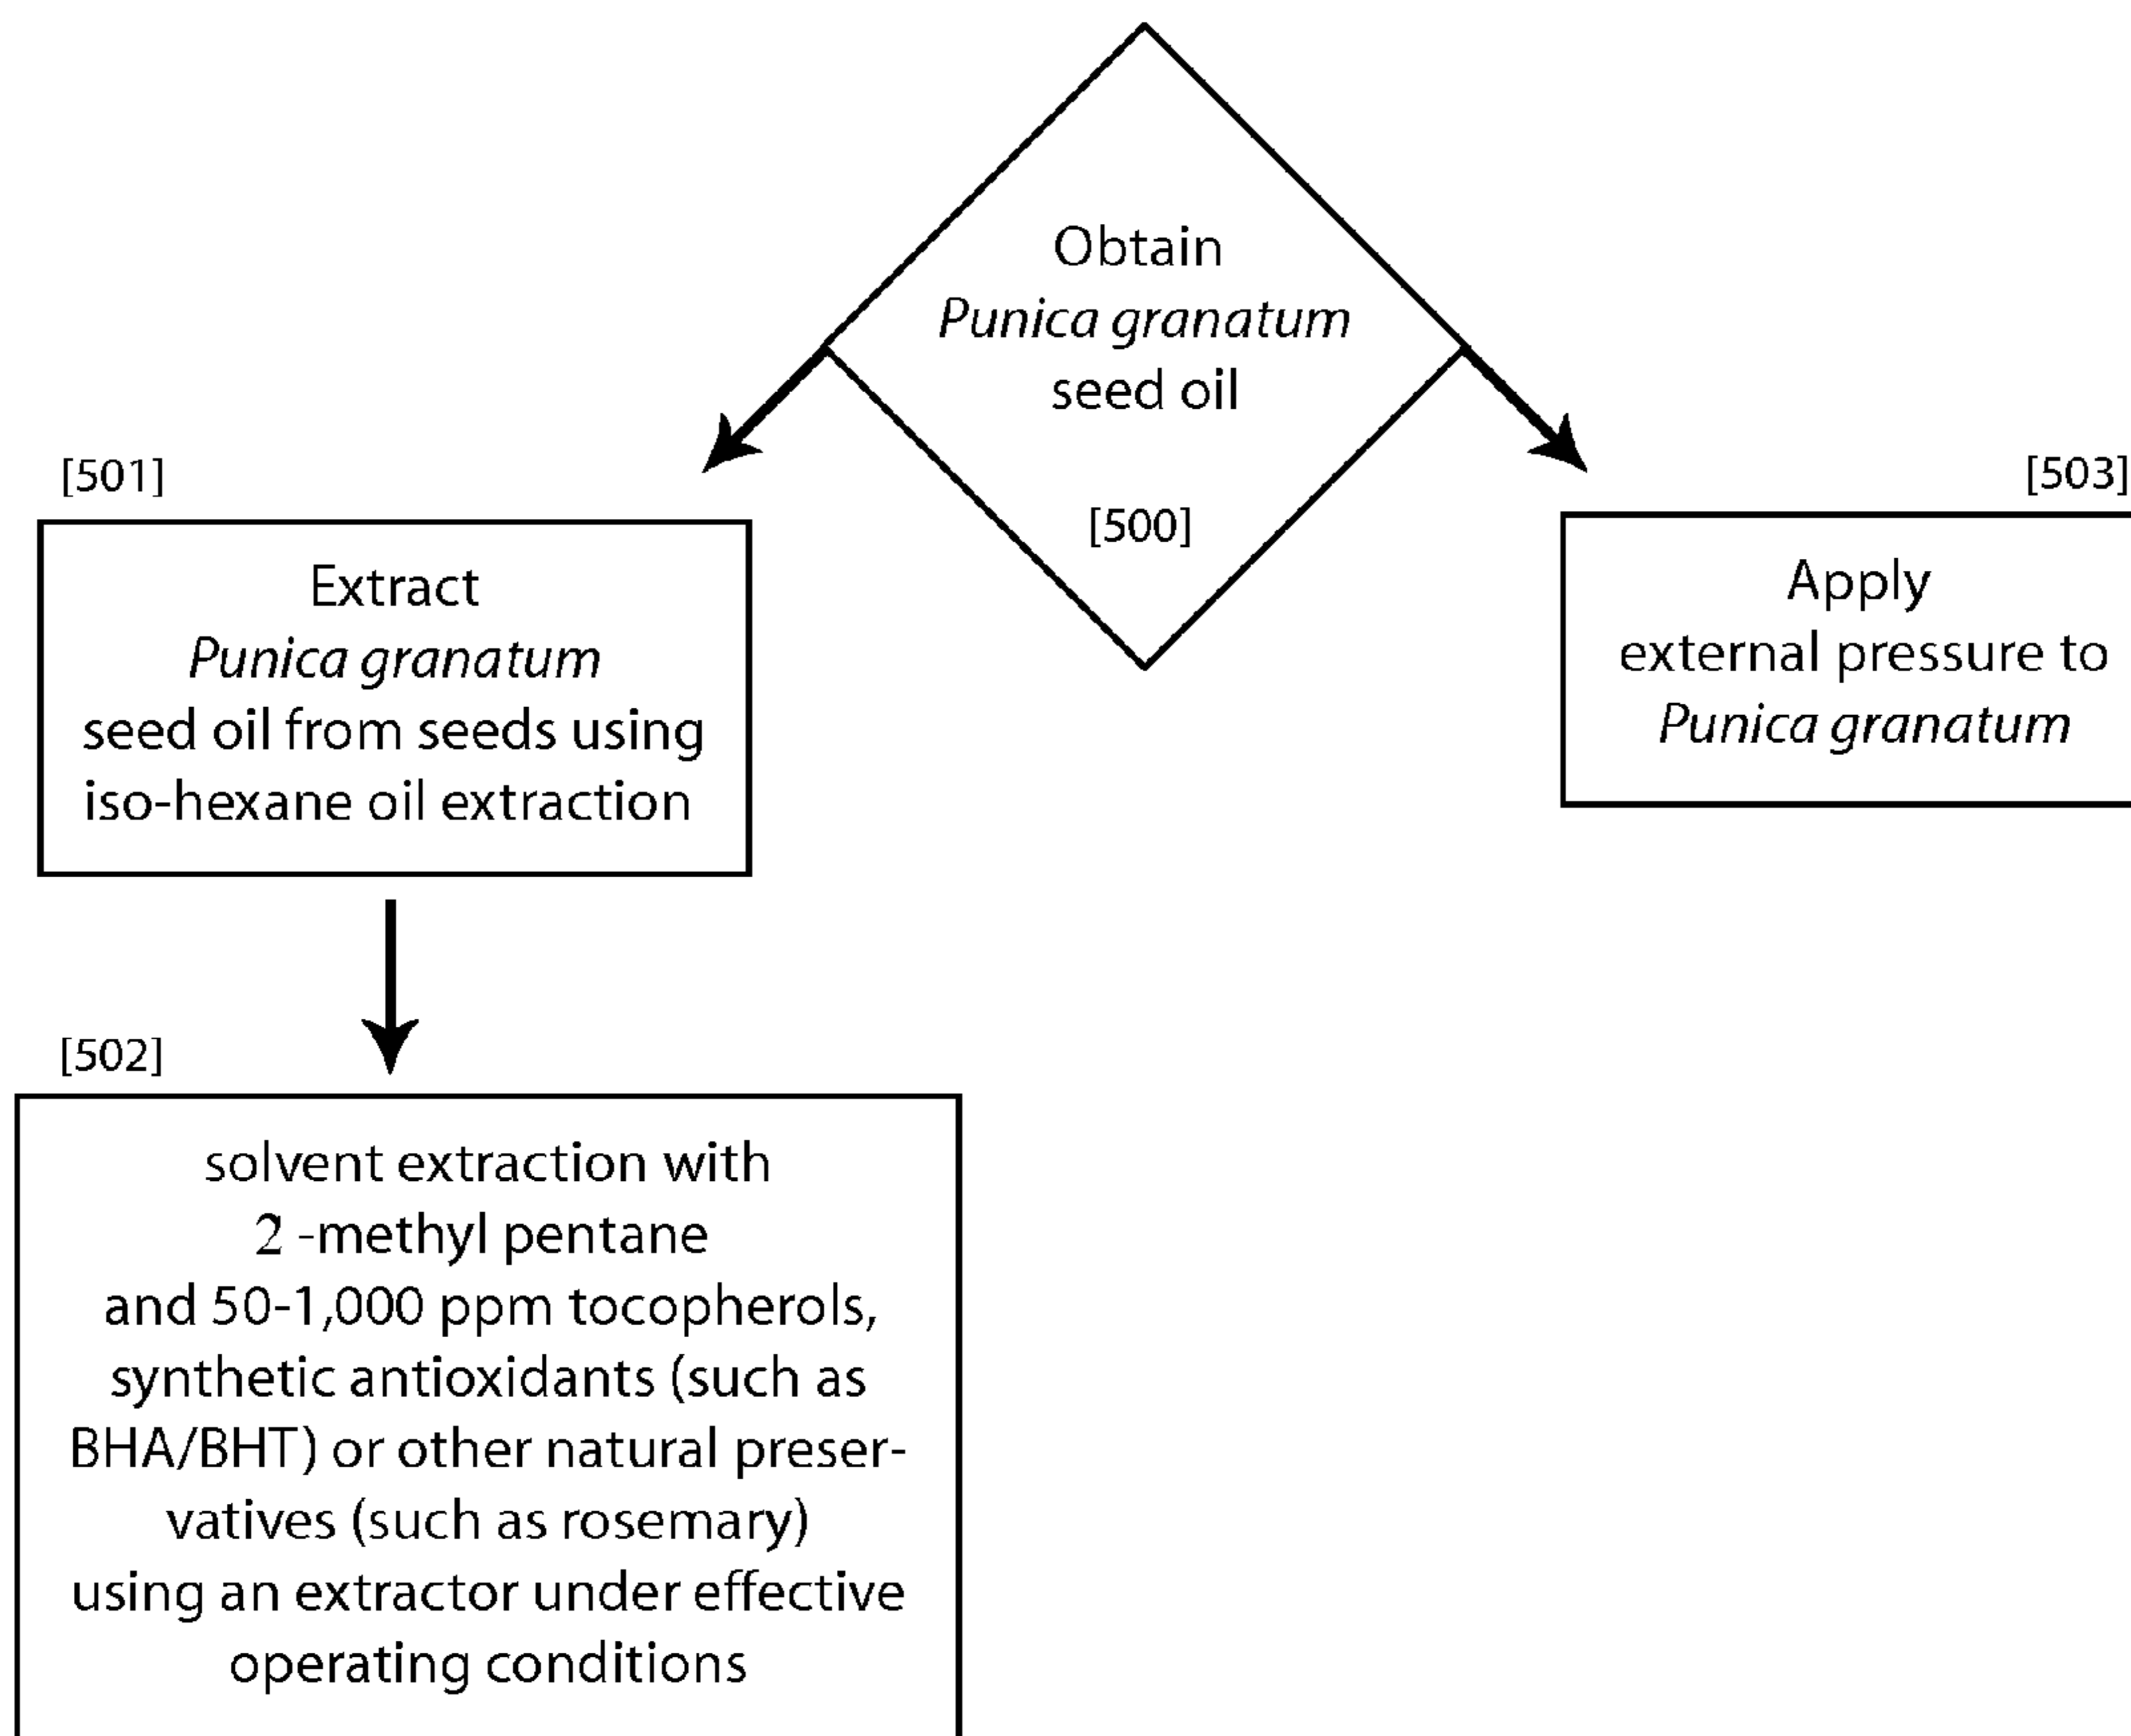 Obtain
Punica granatum
seed oil
[500]
[501]
Extract
Punica granatum
seed oil from seeds using
iso-hexane oil extraction
[503]
Apply
external pressure to
Punica granatum
[502]
solvent extraction with
2 -methyl pentane
and 50-1,000 ppm tocopherols,
synthetic antioxidants (such as
BHA/BHT) or other natural preser-
vatives (such as rosemary)
using an extractor under effective
operating conditions